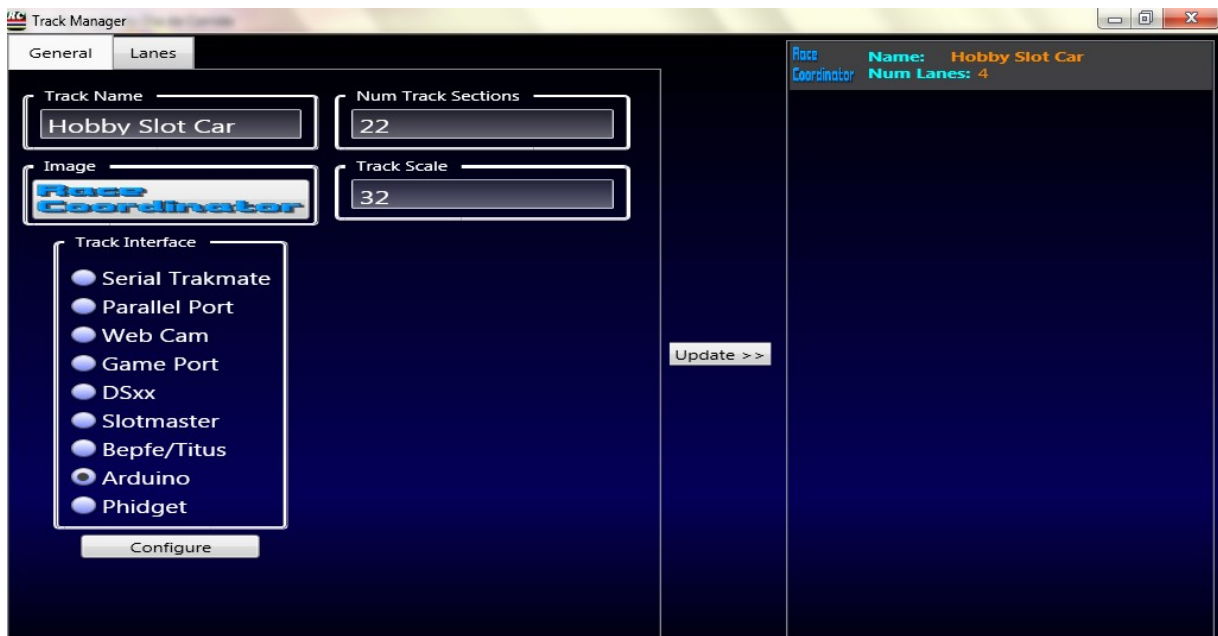 Track Manager
General
Lanes
Track Name
Hobby Slot Car
Num Track Sections
22
Image
Race
Coordinator
Track Scale
32
Track Interface
Serial Trakmate
Parallel Port
Web Cam
Game Port
DSxx
Slotmaster
Bepfe/Titus
Arduino
Phidget
Configure
Update >>
Race
Coordinator
Name: Hobby Slot Car
Num Lanes: 4